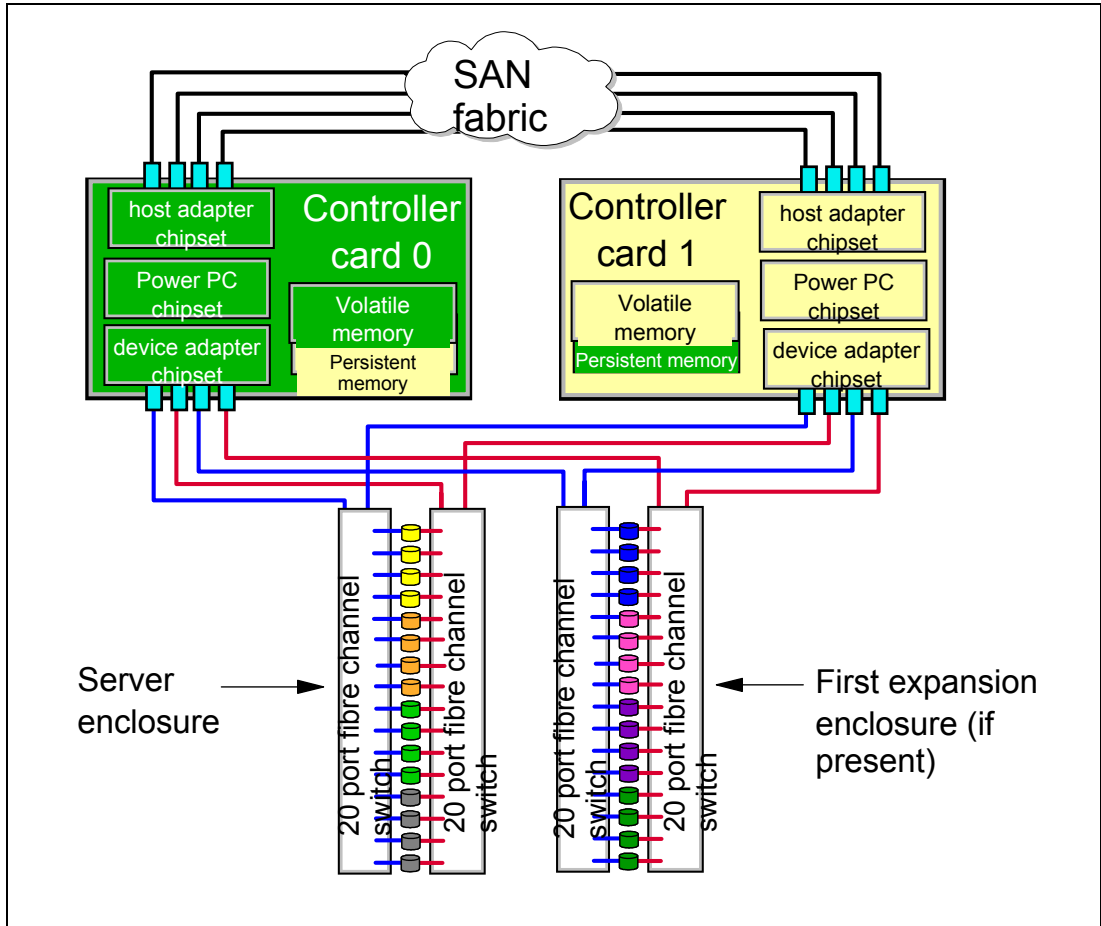 SAN
fabric
host adapter
chipset
Controller
card 0
Power PC
chipset
Volatile
memory
device adapter
chipset
Persistent
memory
Controller
card 1
host adapter
chipset
Power PC
chipset
Volatile
memory
Persistent memory
device adapter
chipset
20 port fibre channel
switch
20 port fibre channel
switch
20 port fibre channel
switch
20 port fibre channel
switch
Server
enclosure
First expansion
enclosure (if
present)